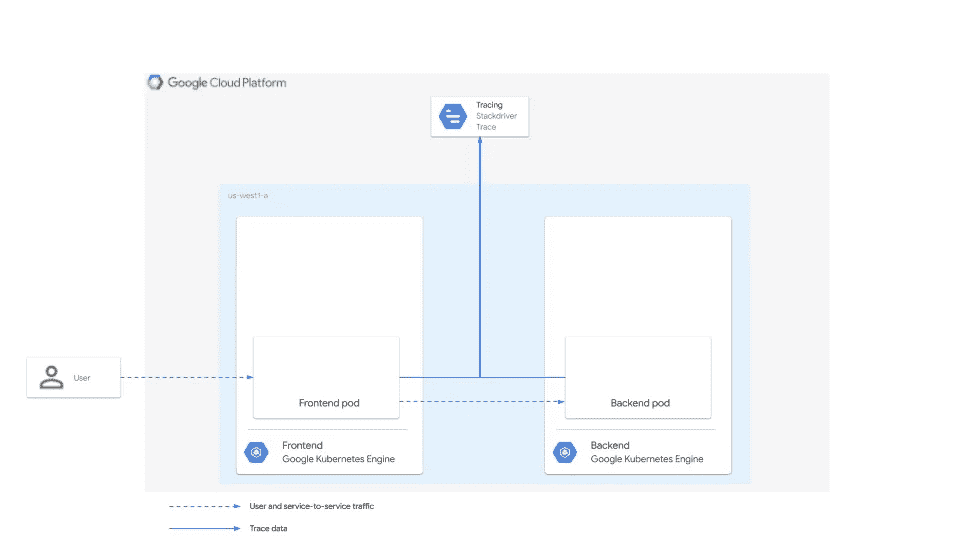 Google Cloud Platform
Tracing
Stackdriver
Trace
us-west1-a
User
Frontend pod
Backend pod
Frontend
Google Kubernetes Engine
Backend
Google Kubernetes Engine
User and service-to-service traffic
Trace data